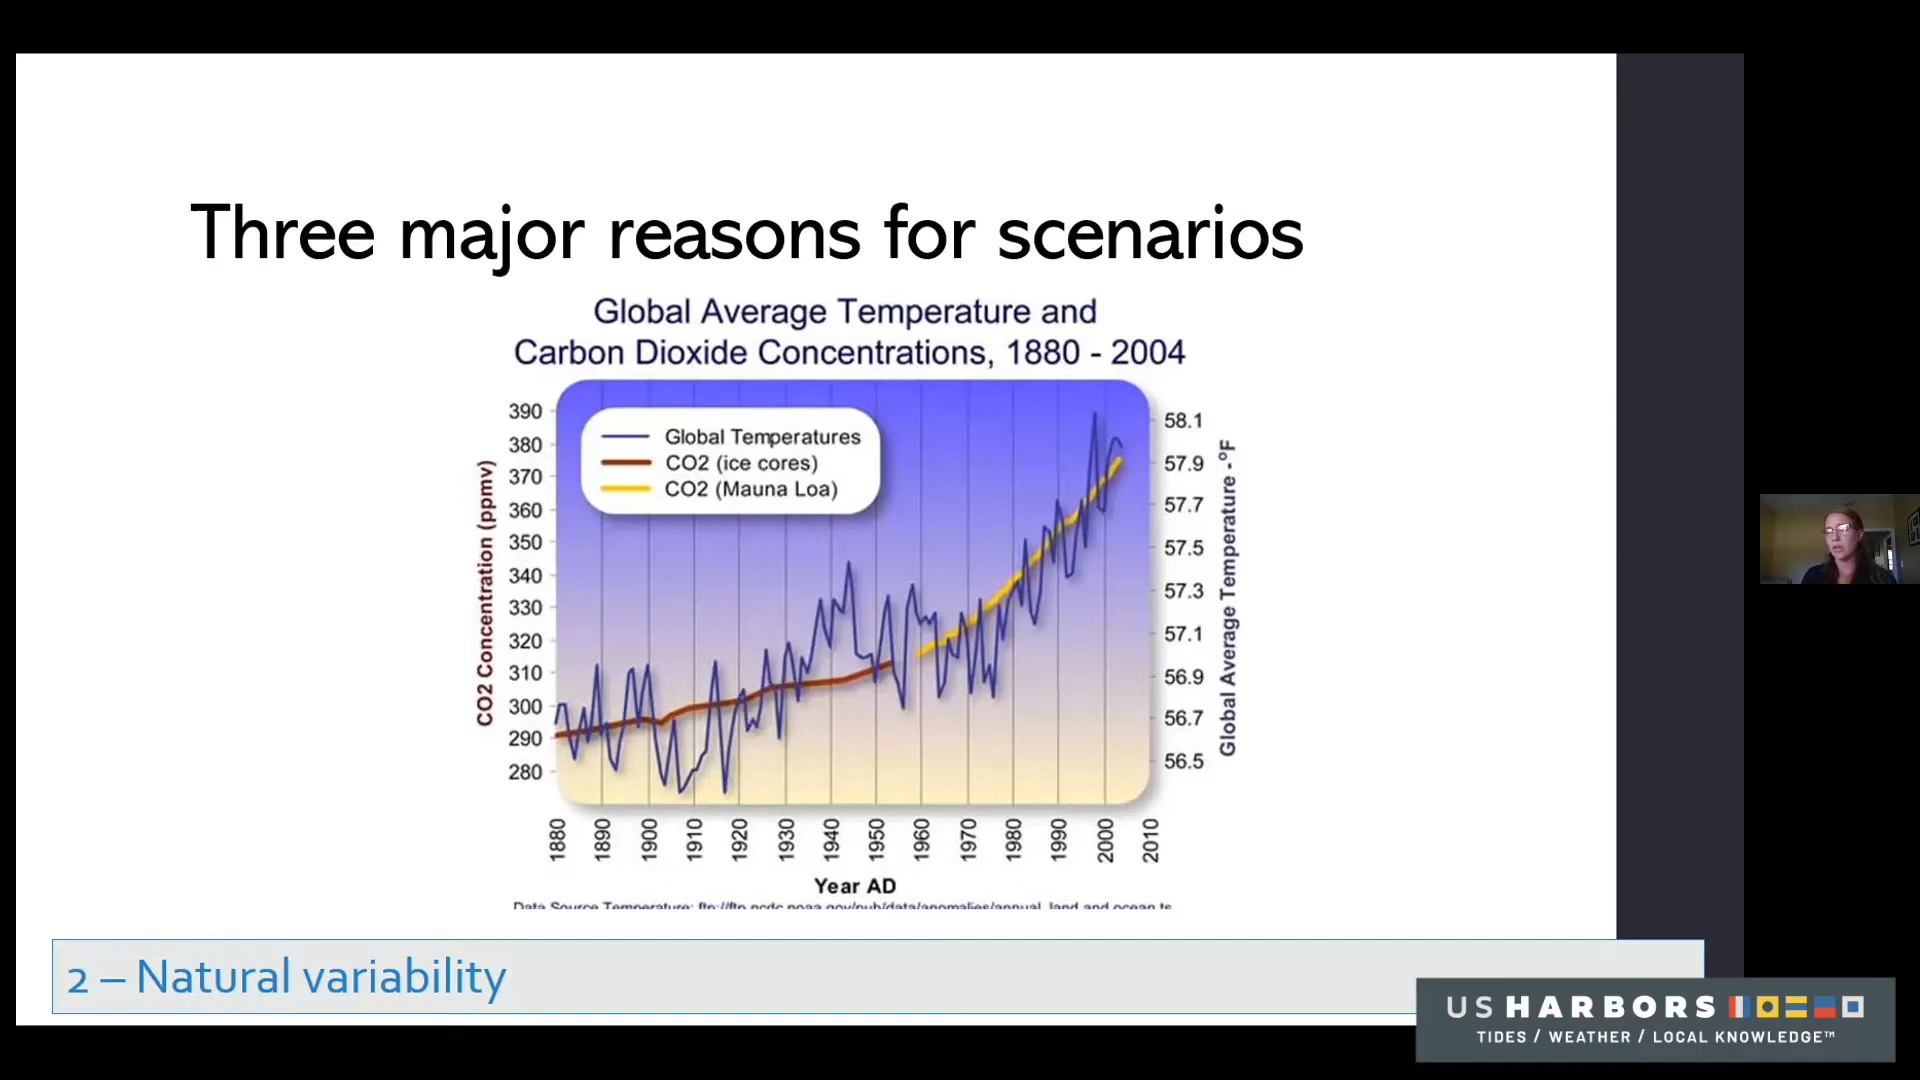 Three major reasons for scenarios
Global Average Temperature and
Carbon Dioxide Concentrations, 1880 - 2004
390
380
370
360
350
340
330
320
310
300
290
280
CO2 Concentration (ppmv)
Global Temperatures
CO2 (ice cores)
CO2 (Mauna Loa)
58.1
57.9
57.7
57.5
57.3
57.1
56.9
56.7
56.5
Global Average Temperature -°F
1880 1890 1900 1910 1920 1930 1940 1950 1960 1970 1980 1990 2000 2010
Year AD
Data Source Temperature: ftp://ftp.ncdc.noaa.gov/pub/data/anomalies/annual_land.and.ocean.ts
2 – Natural variability
US HARBORS
TIDES / WEATHER / LOCAL KNOWLEDGE™